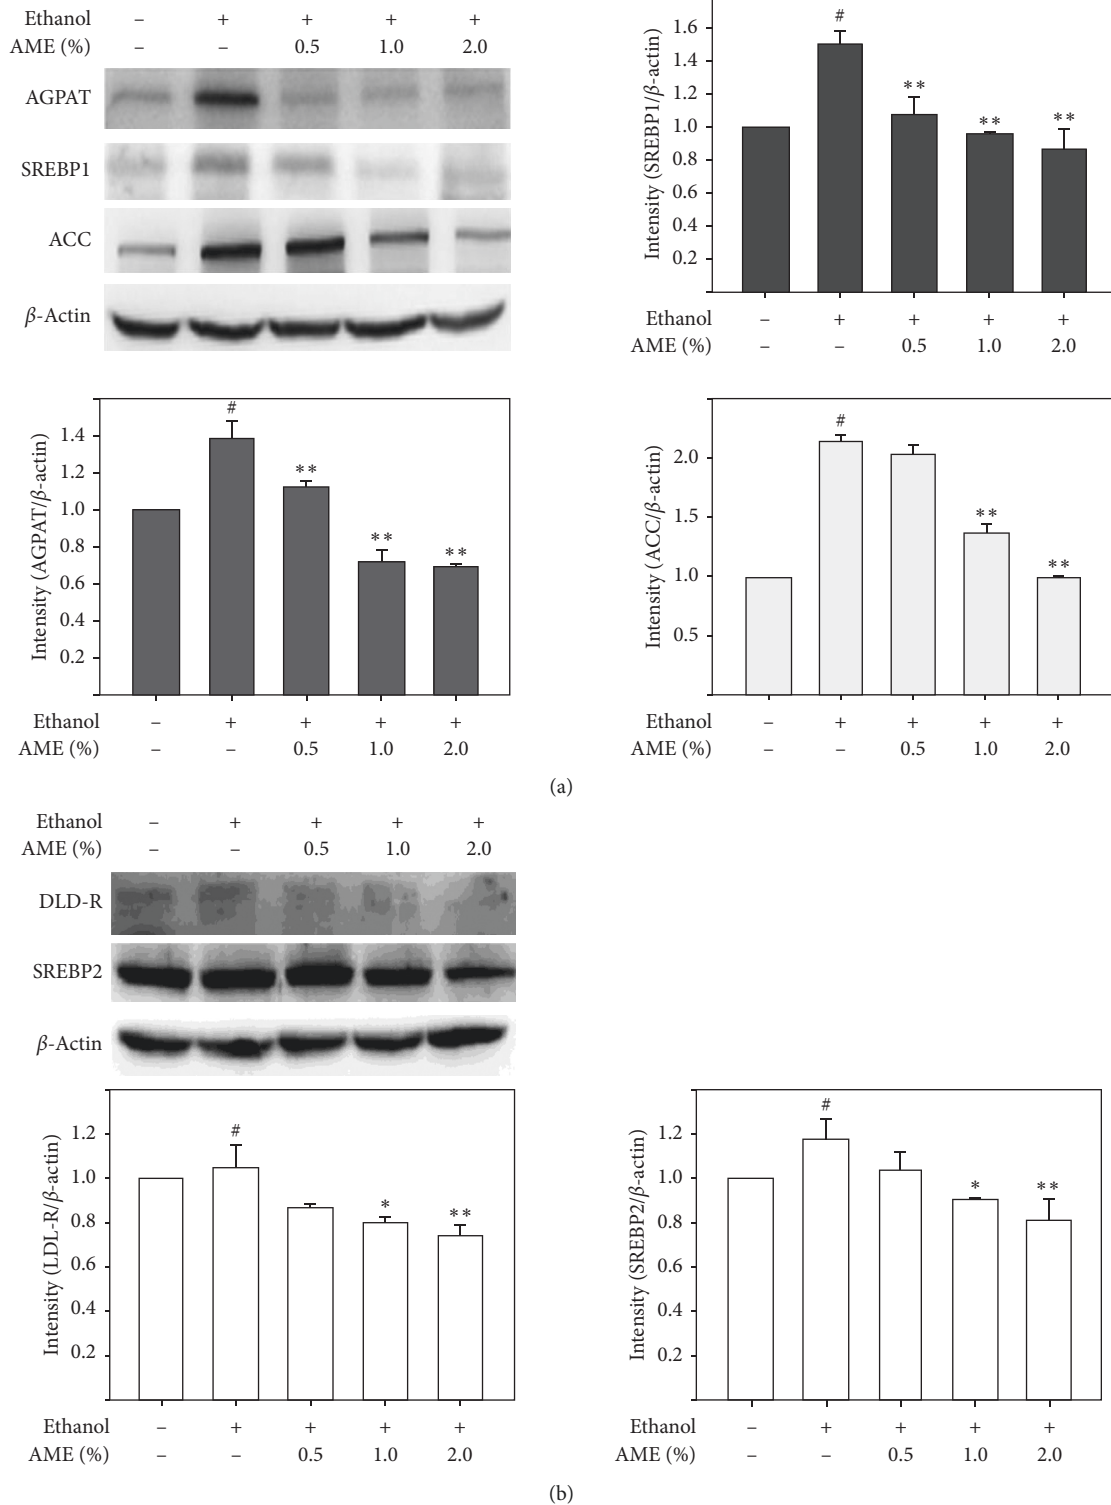 Ethanol – + + + +
AME (%) – – 0.5 1.0 2.0
AGPAT
SREBP1
ACC
β-Actin
Intensity (SREBP1/β-actin)
1.6
1.4
1.2
1.0
0.8
0.6
0.4
0.2
#
**
**
**
Ethanol – + + + +
AME (%) – – 0.5 1.0 2.0
Intensity (AGPAT/β-actin)
1.4
1.2
1.0
0.8
0.6
0.4
0.2
#
**
**
**
Ethanol – + + + +
AME (%) – – 0.5 1.0 2.0
Intensity (ACC/β-actin)
2.0
1.5
1.0
0.5
#
**
**
Ethanol – + + + +
AME (%) – – 0.5 1.0 2.0
(a)
Ethanol – + + + +
AME (%) – – 0.5 1.0 2.0
DLD-R
SREBP2
β-Actin
Intensity (LDL-R/β-actin)
1.2
1.0
0.8
0.6
0.4
0.2
#
*
**
Ethanol – + + + +
AME (%) – – 0.5 1.0 2.0
Intensity (SREBP2/β-actin)
1.2
1.0
0.8
0.6
0.4
0.2
#
*
**
Ethanol – + + + +
AME (%) – – 0.5 1.0 2.0
(b)